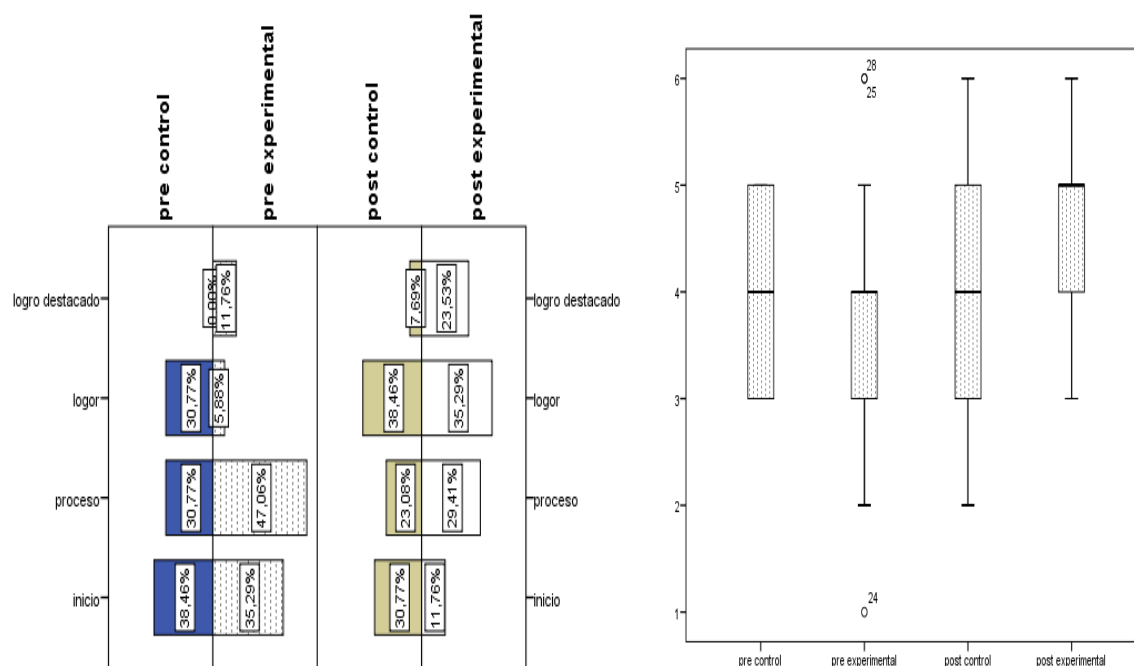 pre control
pre experimental
post control
post experimental
logro destacado
0,00%
11,76%
7,69%
23,53%
logro destacado
logor
30,77%
5,88%
38,46%
35,29%
logor
proceso
30,77%
47,06%
23,08%
29,41%
proceso
inicio
38,46%
35,29%
30,77%
11,76%
inicio
6
5
4
3
2
1
28
25
24
pre control
pre experimental
post control
post experimental